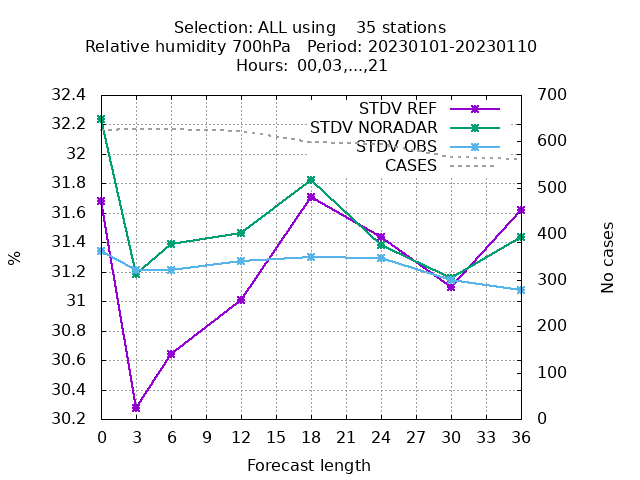 Selection: ALL using    35 stations
Relative humidity 700hPa   Period: 20230101-20230110
Hours: 00,03,...,21
32.4
32.2
32
31.8
31.6
31.4
31.2
31
30.8
30.6
30.4
30.2
%
STDV REF
STDV NORADAR
STDV OBS
CASES
700
600
500
400
300
200
100
0
No cases
0 3 6 9 12 15 18 21 24 27 30 33 36
Forecast length